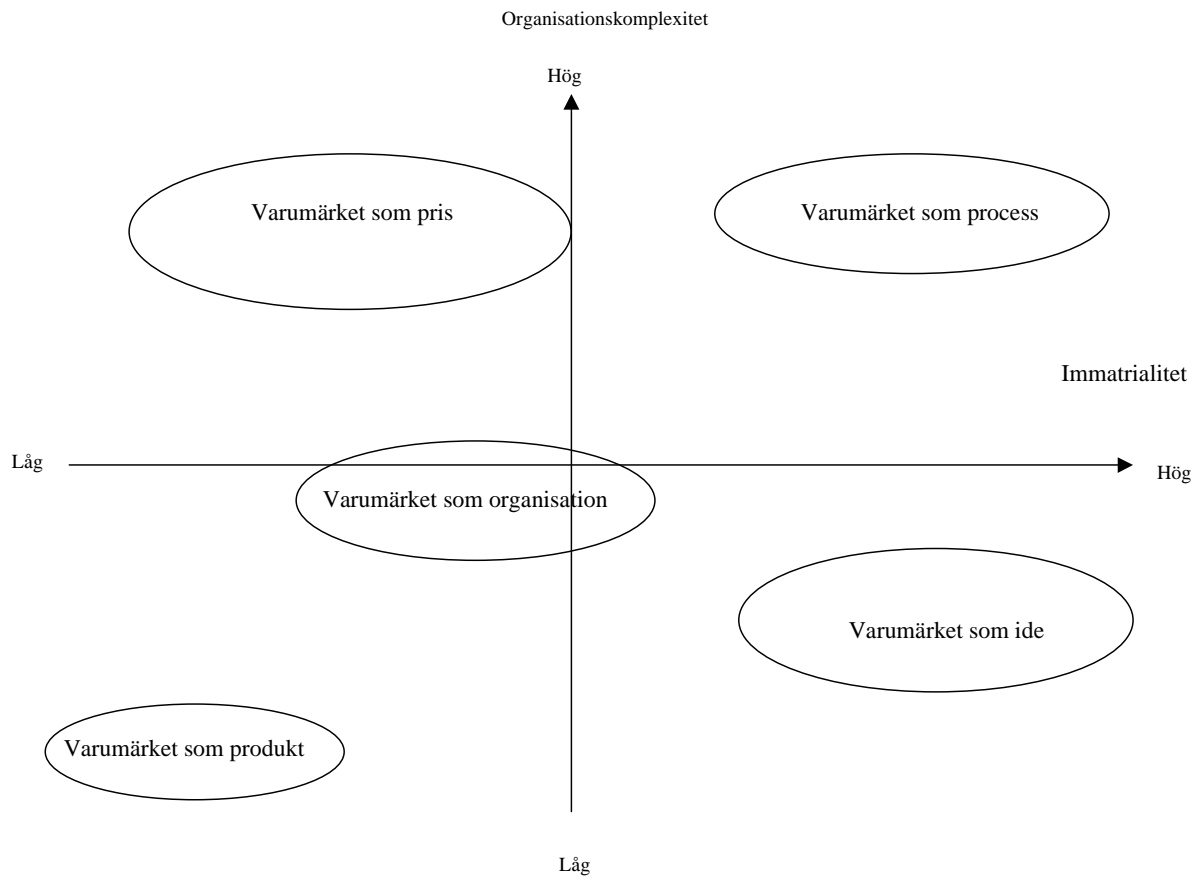 Organisationskomplexitet
Hög
Varumärket som pris
Varumärket som process
Immatrialitet
Låg
Hög
Varumärket som organisation
Varumärket som ide
Varumärket som produkt
Låg